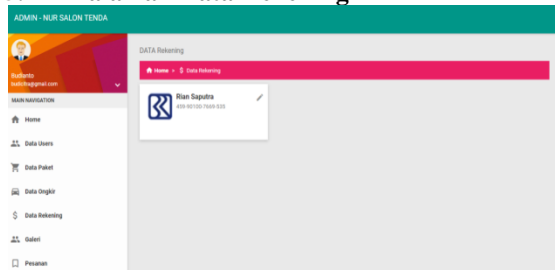 ADMIN - NUR SALON TENDA
DATA Rekening
Home
$ Data Rekening
Sudianto
MAIN NAVIGATION
Home
Data Users
Data Paket
Data Ongkir
$ Data Rekening
Galeri
Pesanan
Rian Saputra